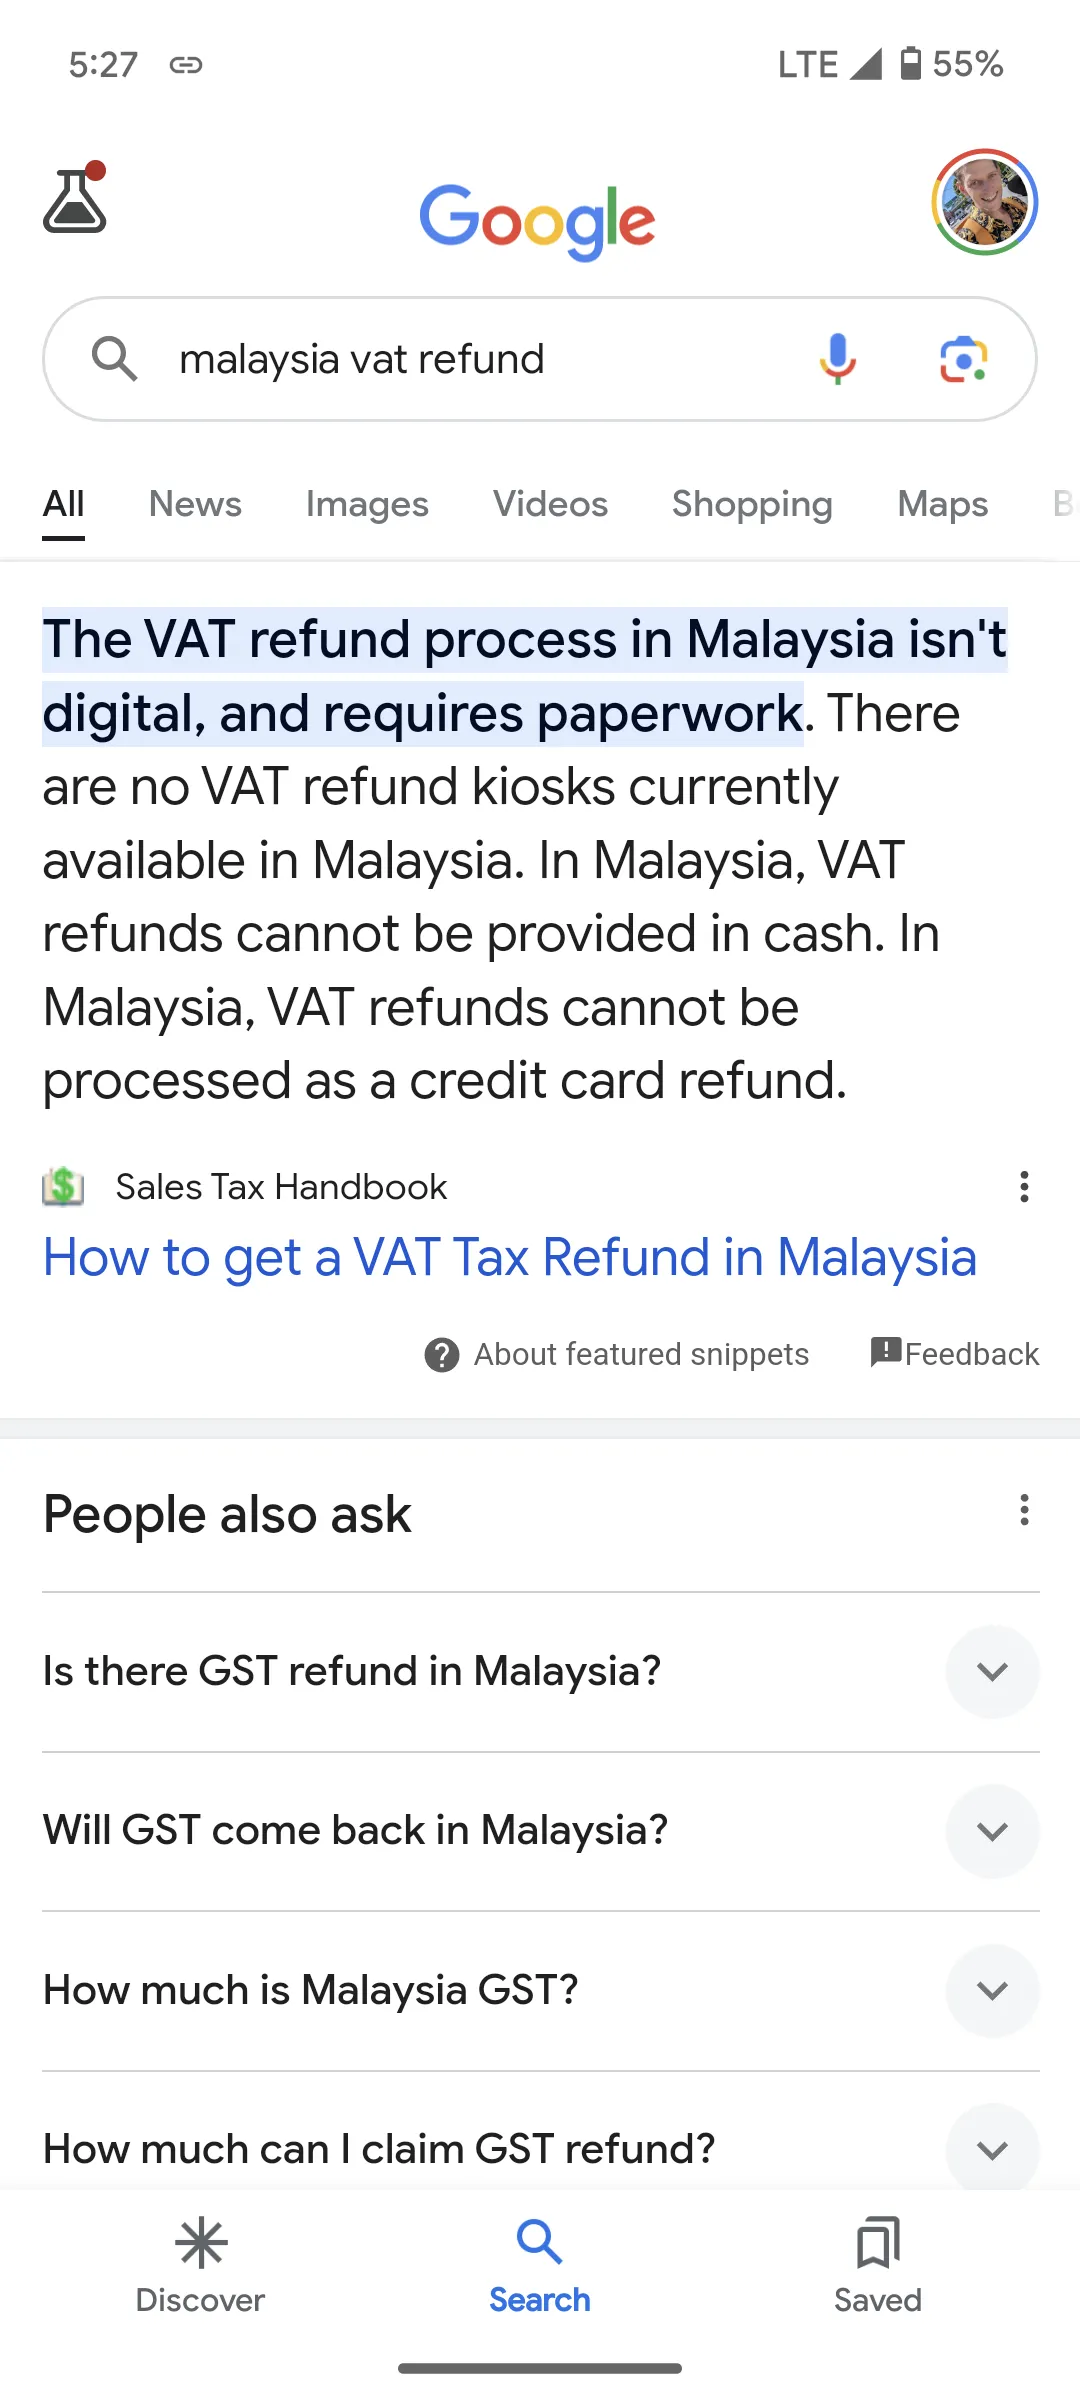 5:27 LTE 55%
Google
malaysia vat refund
All News Images Videos Shopping Maps
The VAT refund process in Malaysia isn't
digital, and requires paperwork. There
are no VAT refund kiosks currently
available in Malaysia. In Malaysia, VAT
refunds cannot be provided in cash. In
Malaysia, VAT refunds cannot be
processed as a credit card refund.
Sales Tax Handbook
How to get a VAT Tax Refund in Malaysia
About featured snippets Feedback
People also ask
Is there GST refund in Malaysia?
Will GST come back in Malaysia?
How much is Malaysia GST?
How much can I claim GST refund?
Discover Search Saved